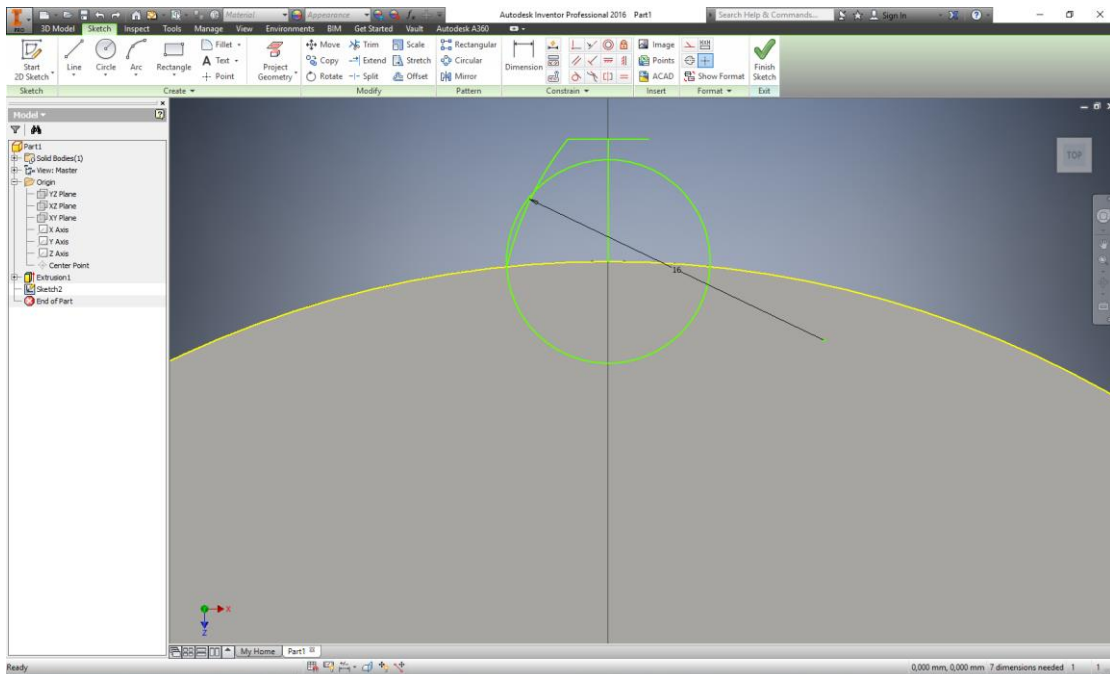 Material Appearance Autodesk Inventor Professional 2016 Part1 Search Help & Commands... Sign In
PRO 3D Model Sketch Inspect Tools Manage View Environments BIM Get Started Vault Autodesk A360
Start 2D Sketch
Line
Circle
Arc
Rectangle
Fillet
Text
Point
Project Geometry
Move Trim Scale
Copy Extend Stretch
Rotate Split Offset
Rectangular
Circular
Mirror
Dimension
Image
Points
ACAD
Show Format
Finish Sketch
Sketch Create Modify Pattern Constrain Insert Format Exit
Model
Part1
Solid Bodies(1)
View: Master
Origin
YZ Plane
XZ Plane
XY Plane
X Axis
Y Axis
Z Axis
Center Point
Extrusion1
Sketch2
End of Part
TOP
16
X
Z
My Home Part1
Ready 0,000 mm, 0,000 mm 7 dimensions needed 1 1